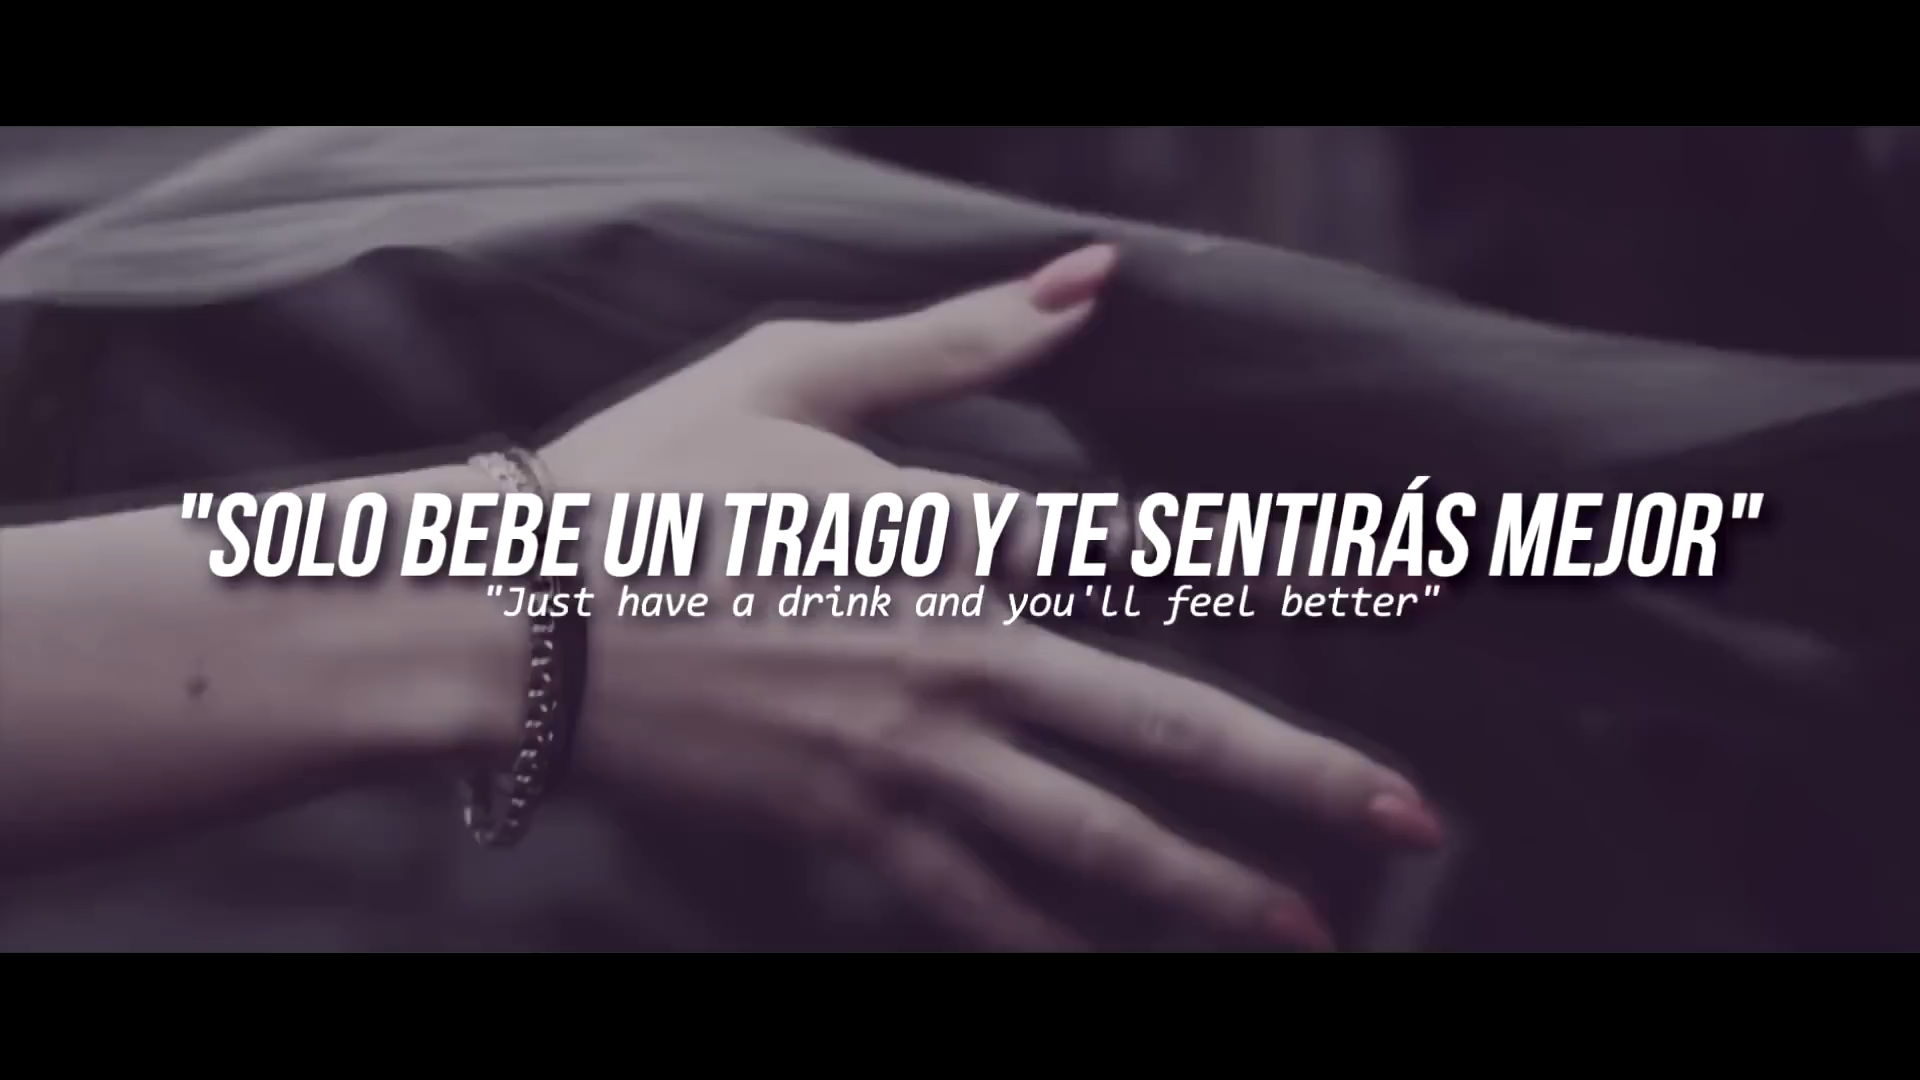 "SOLO BEBE UN TRAGO Y TE SENTIRÁS MEJOR"
"Just have a drink and you'll feel better"